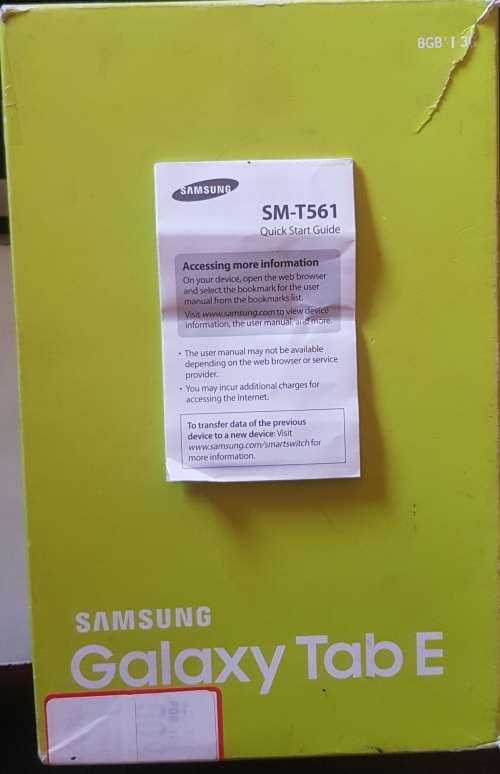 8GB¹ | 3G
SAMSUNG
SM-T561
Quick Start Guide
Accessing more information
On your device, open the web browser
and select the bookmark for the user
manual from the bookmarks list.
Visit www.samsung.com to view device
information, the user manual, and more.
• The user manual may not be available
depending on the web browser or service
provider.
• You may incur additional charges for
accessing the Internet.
To transfer data of the previous
device to a new device: Visit
www.samsung.com/smartswitch for
more information.
SAMSUNG
Galaxy Tab E